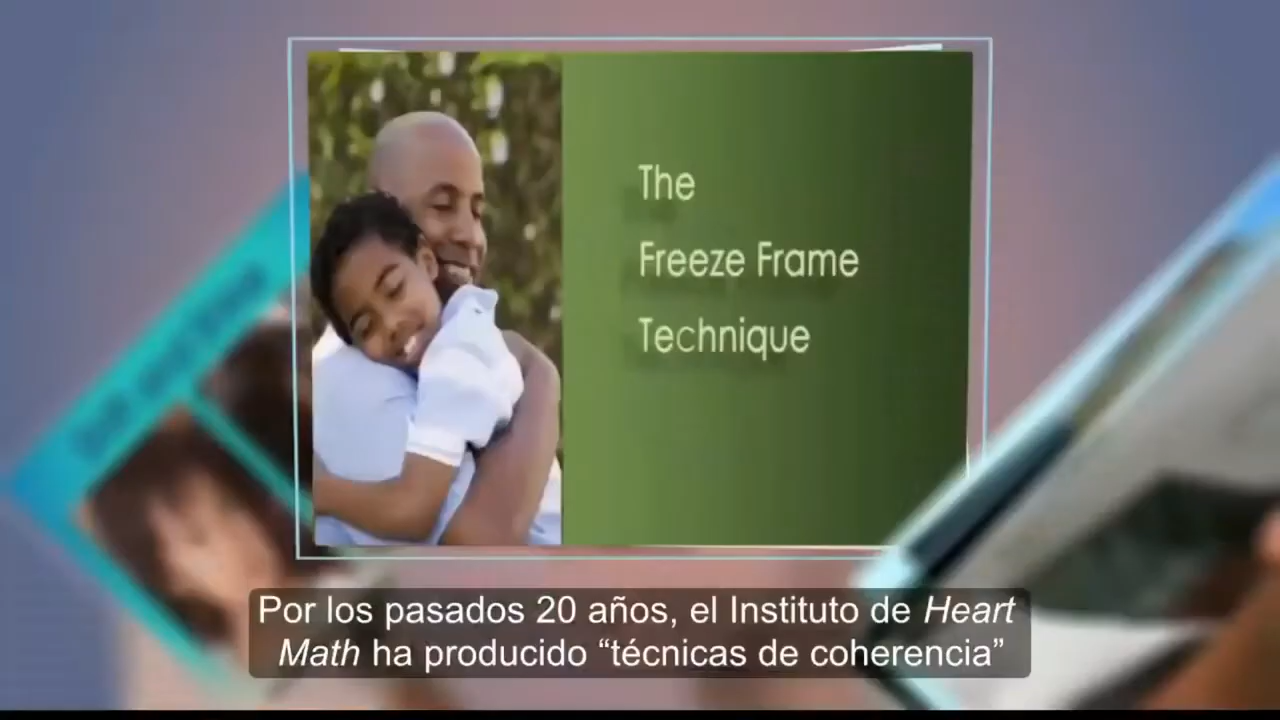 The
Freeze Frame
Technique
Por los pasados 20 años, el Instituto de Heart
Math ha producido “técnicas de coherencia”